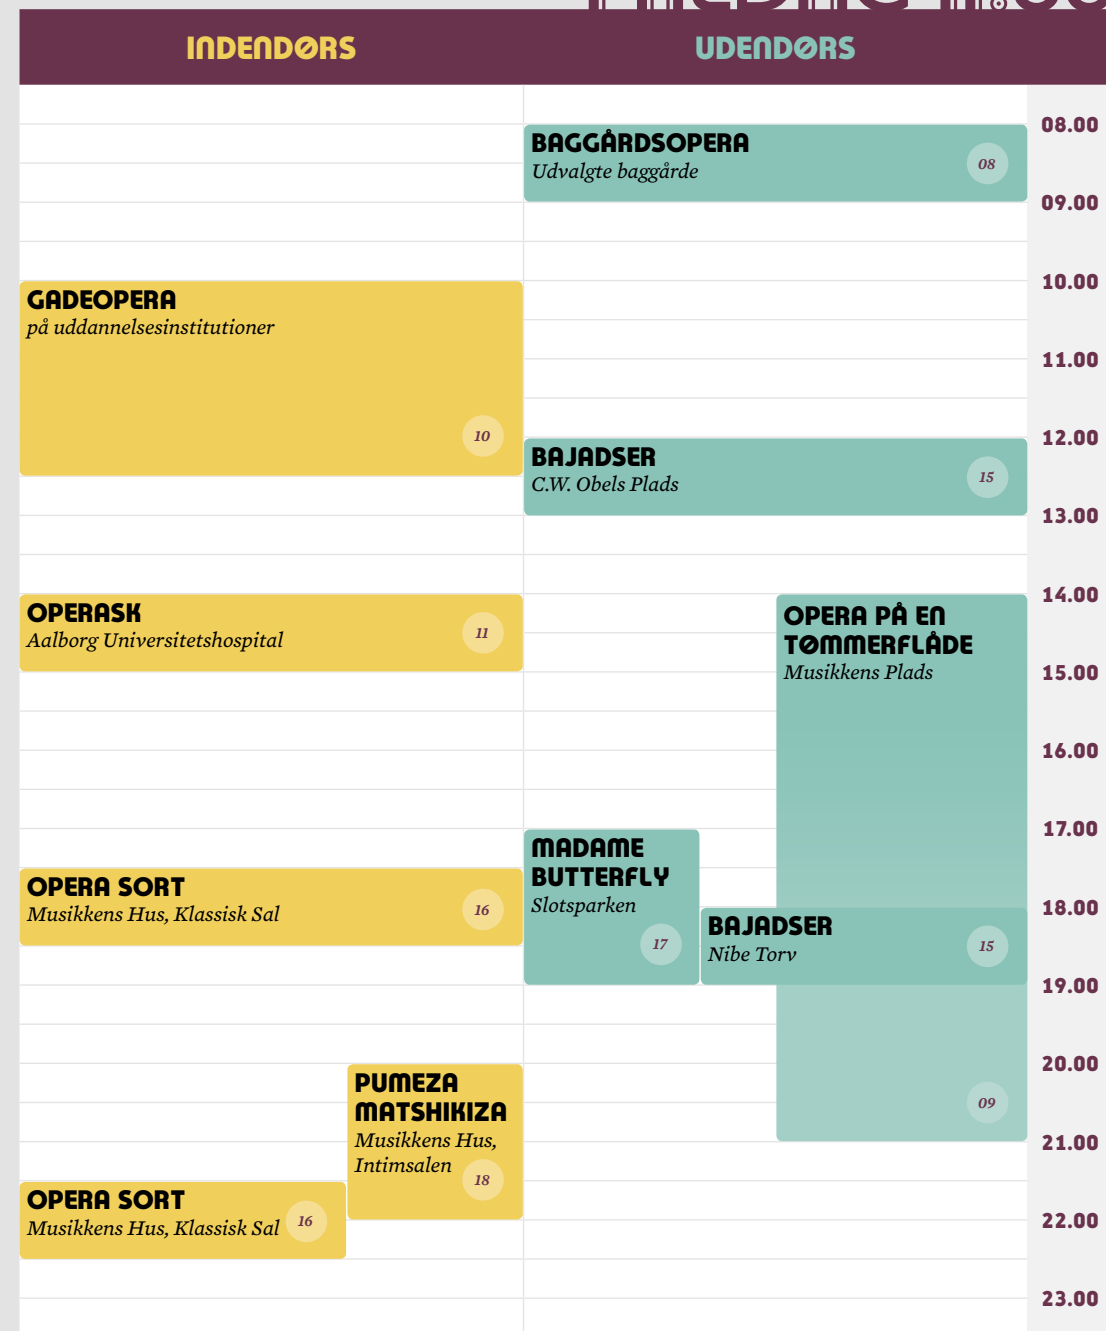 INDENDØRS
UDENDØRS
08.00
BAGGÅRDSOPERA
Udvalgte baggårde
08
09.00
10.00
GADEOPERA
på uddannelsesinstitutioner
10
11.00
12.00
BAJADSER
C.W. Obels Plads
15
13.00
14.00
OPERASK
Aalborg Universitetshospital
11
OPERA PÅ EN
TØMMERFLÅDE
Musikkens Plads
09
15.00
16.00
17.00
MADAME
BUTTERFLY
Slotsparken
17
OPERA SORT
Musikkens Hus, Klassisk Sal
16
18.00
BAJADSER
Nibe Torv
15
19.00
20.00
PUMEZA
MATSHIKIZA
Musikkens Hus,
Intimsalen
18
21.00
OPERA SORT
Musikkens Hus, Klassisk Sal
16
22.00
23.00